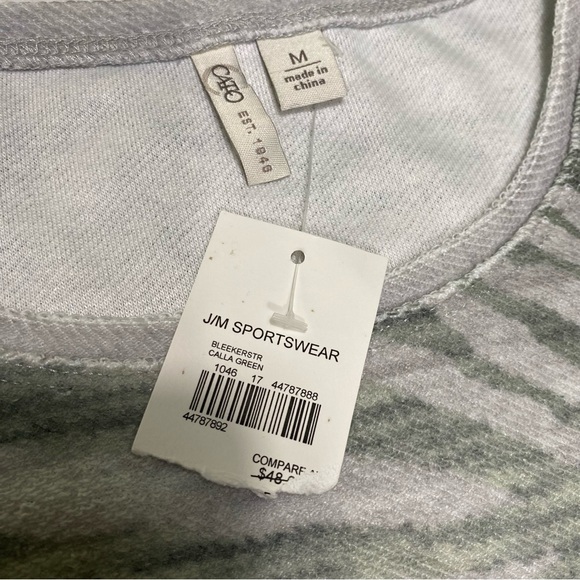 CATO
EST. 1946
M
made in
china
J/M SPORTSWEAR
BLEEKERSTR
CALLA GREEN
1046 17 44787888
44787892
COMPARE
$48